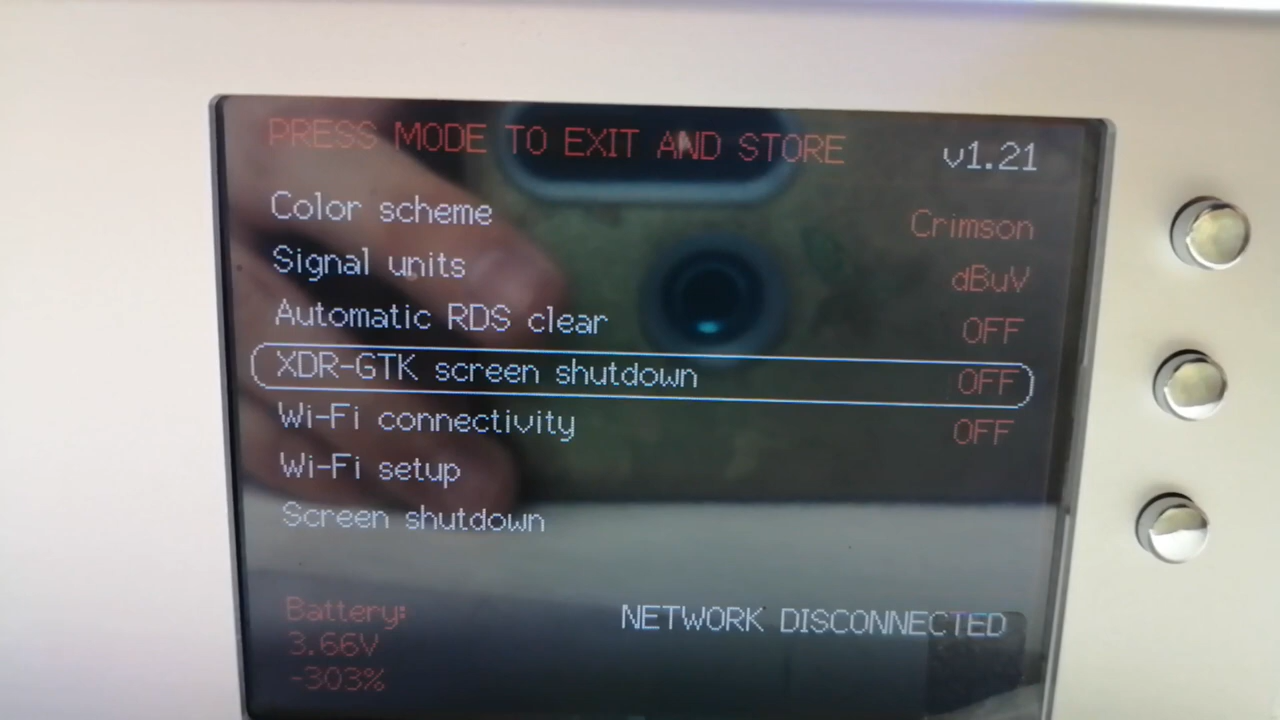 PRESS MODE TO EXIT AND STORE v1.21
Color scheme Crimson
Signal units dBuV
Automatic RDS clear OFF
XDR-GTK screen shutdown OFF
Wi-Fi connectivity OFF
Wi-Fi setup
Screen shutdown
Battery: NETWORK DISCONNECTED
3.66V
-303%